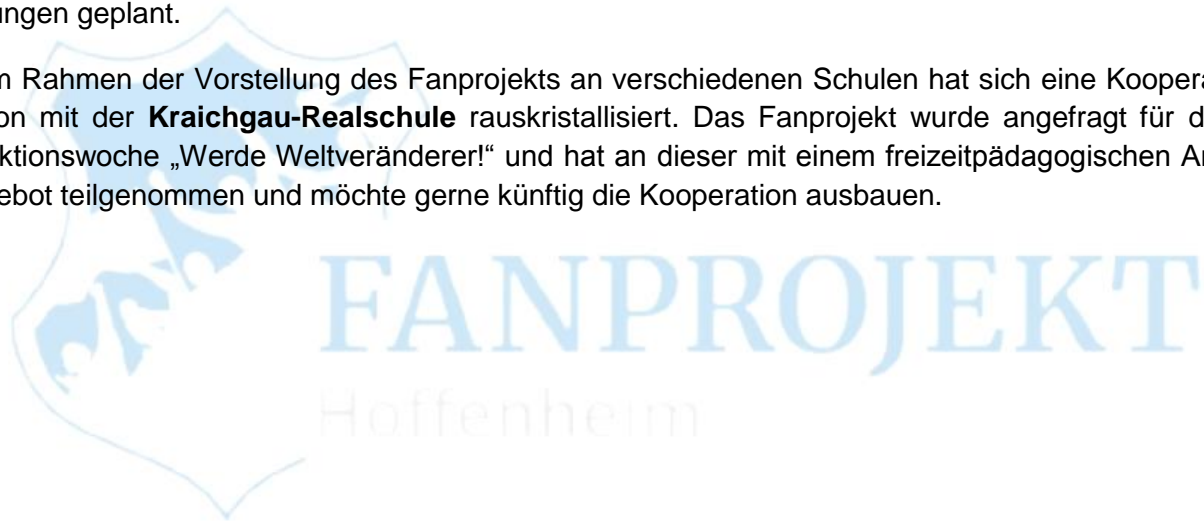 ungen geplant.
m Rahmen der Vorstellung des Fanprojekts an verschiedenen Schulen hat sich eine Koopera
on mit der Kraichgau-Realschule rauskristallisiert. Das Fanprojekt wurde angefragt für d
ktionswoche „Werde Weltveränderer!“ und hat an dieser mit einem freizeitpädagogischen A
ebot teilgenommen und möchte gerne künftig die Kooperation ausbauen.
FANPROJEKT
Hoffenheim